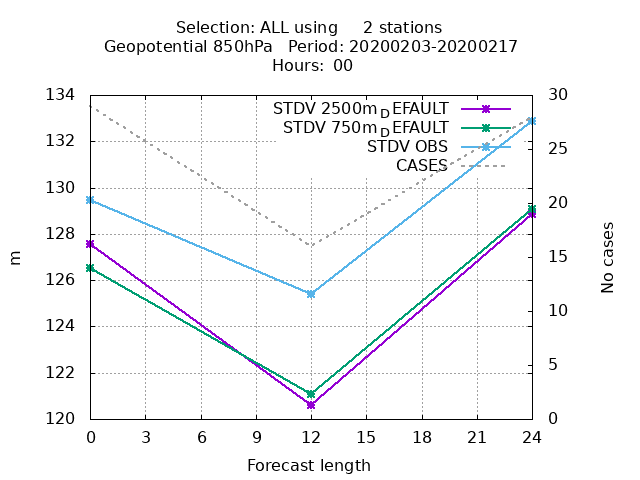 Selection: ALL using 2 stations
Geopotential 850hPa Period: 20200203-20200217
Hours: 00
134 30
STDV 2500mDEFAULT
STDV 750mDEFAULT
STDV OBS
CASES
132
130
128
126
124
122
120
25
20
15
10
5
0
m
No cases
0 3 6 9 12 15 18 21 24
Forecast length